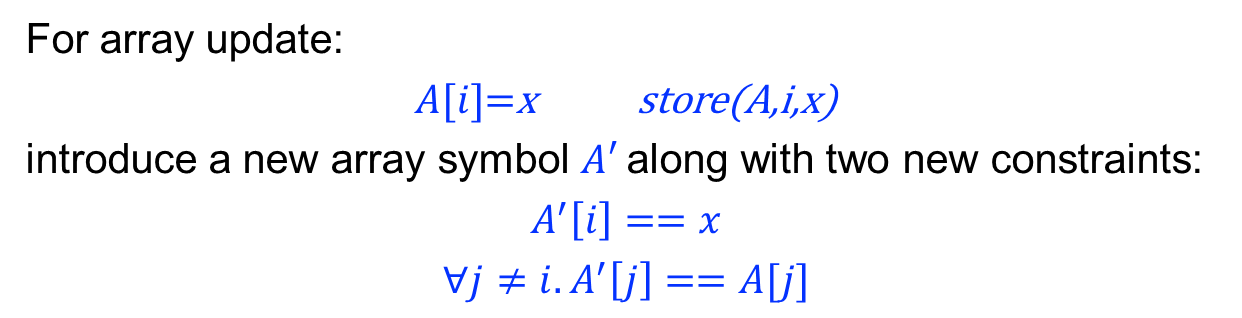 For array update:
A[i]=x store(A,i,x)
introduce a new array symbol A′ along with two new constraints:
A′[i] == x
∀j ≠ i. A′[j] == A[j]